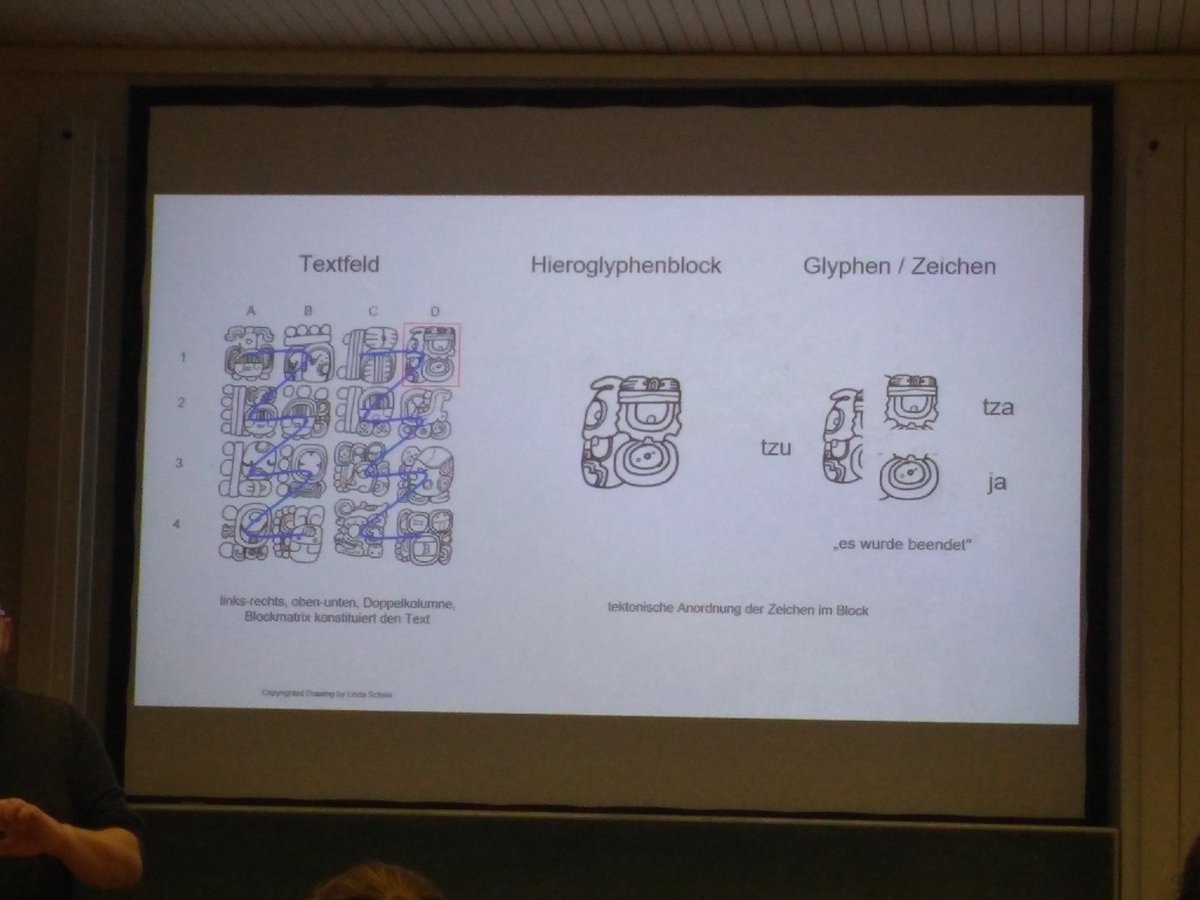 Textfeld
Hieroglyphenblock
Glyphen / Zeichen
A B C D
1
2
3
4
tzu
tza
ja
„es wurde beendet“
links-rechts, oben-unten, Doppelkolumne,
Blockmatrix konstituiert den Text
tektonische Anordnung der Zeichen im Block
Copyrighted Drawing by Linda Schele